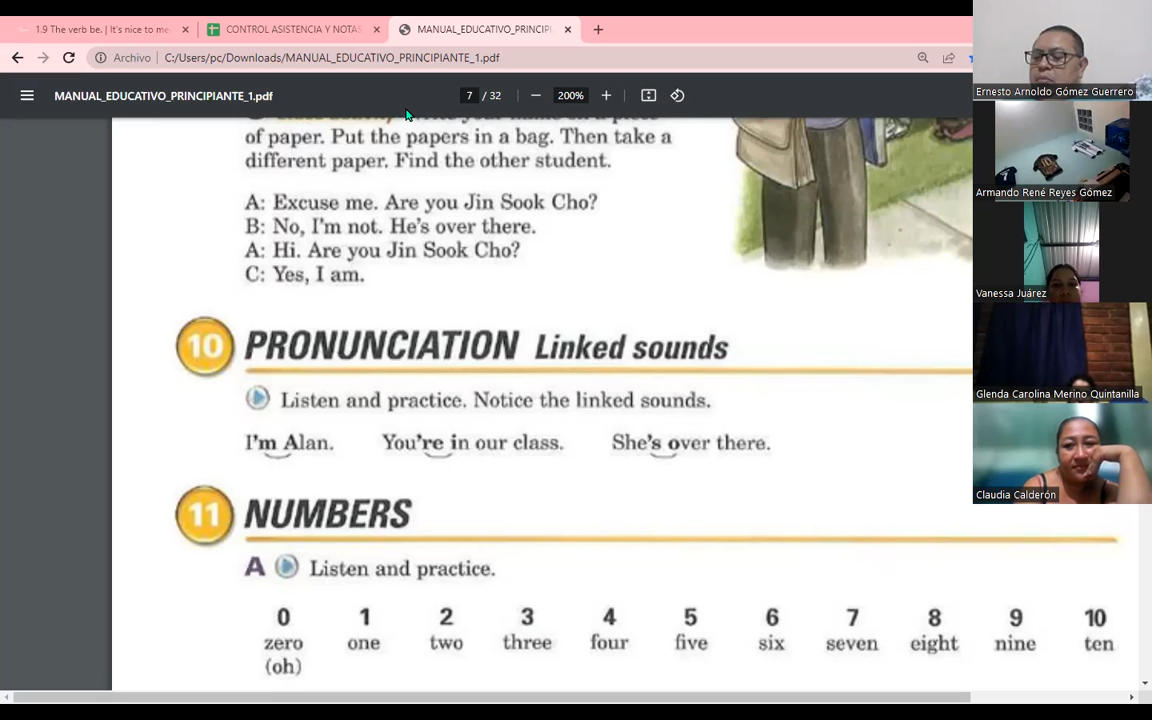 1.9 The verb be. | It's nice to me
CONTROL ASISTENCIA Y NOTAS
MANUAL_EDUCATIVO_PRINCIPI
Archivo | C:/Users/pc/Downloads/MANUAL_EDUCATIVO_PRINCIPIANTE_1.pdf
MANUAL_EDUCATIVO_PRINCIPIANTE_1.pdf
7 / 32
200%
of paper. Put the papers in a bag. Then take a
different paper. Find the other student.
A: Excuse me. Are you Jin Sook Cho?
B: No, I'm not. He's over there.
A: Hi. Are you Jin Sook Cho?
C: Yes, I am.
10 PRONUNCIATION Linked sounds
Listen and practice. Notice the linked sounds.
I'm Alan. You're in our class. She's over there.
11 NUMBERS
A Listen and practice.
0 1 2 3 4 5 6 7 8 9 10
zero one two three four five six seven eight nine ten
(oh)
Ernesto Arnoldo Gómez Guerrero
Armando René Reyes Gómez
Vanessa Juárez
Glenda Carolina Merino Quintanilla
Claudia Calderón